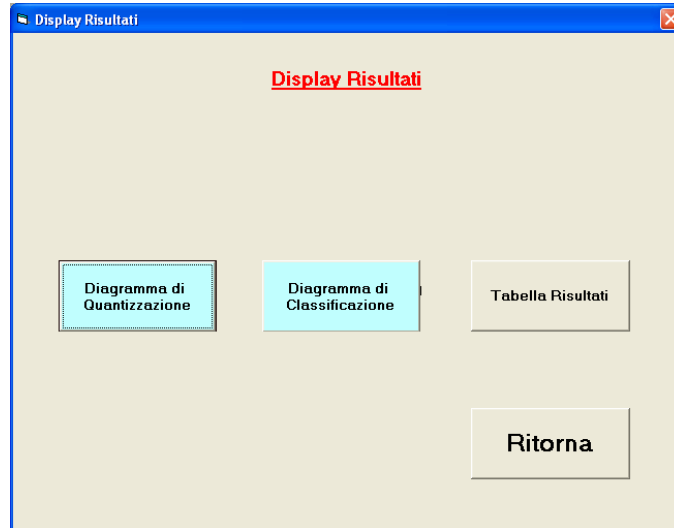 Display Risultati
Display Risultati
Diagramma di
Quantizzazione
Diagramma di
Classificazione
Tabella Risultati
Ritorna